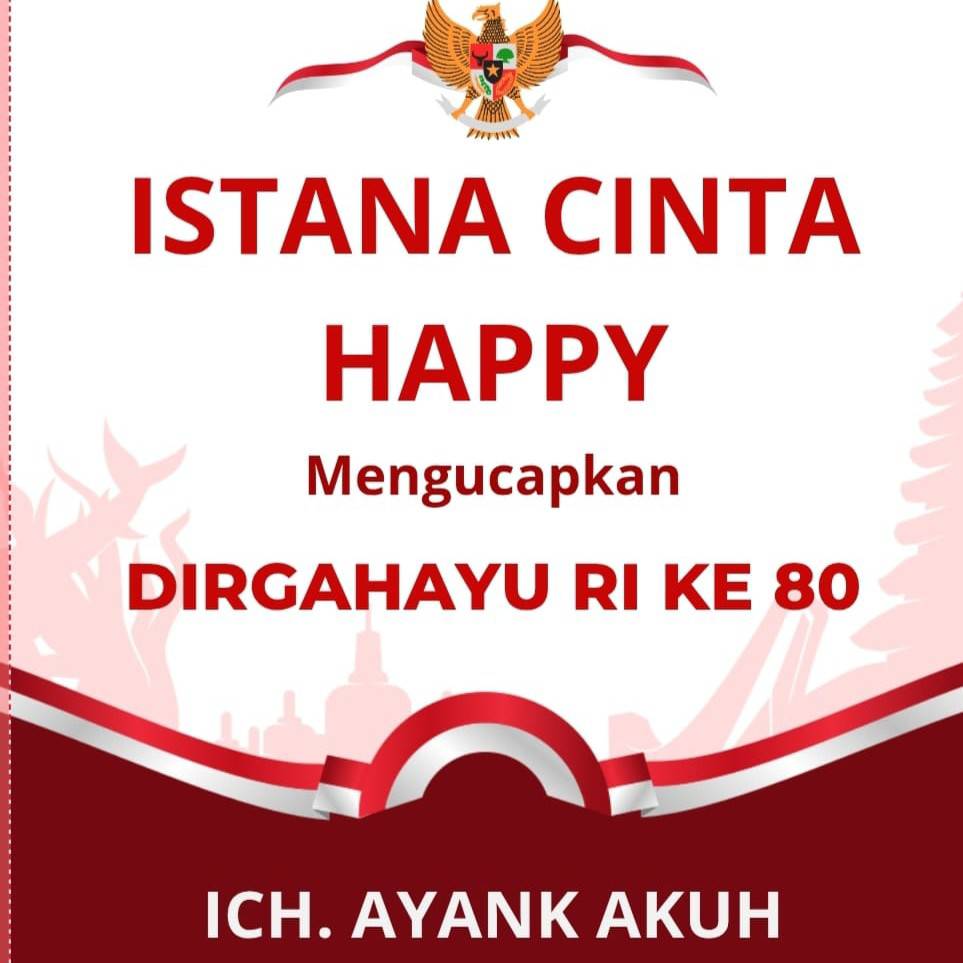 ISTANA CINTA
HAPPY
Mengucapkan
DIRGAHAYU RI KE 80
ICH. AYANK AKUH